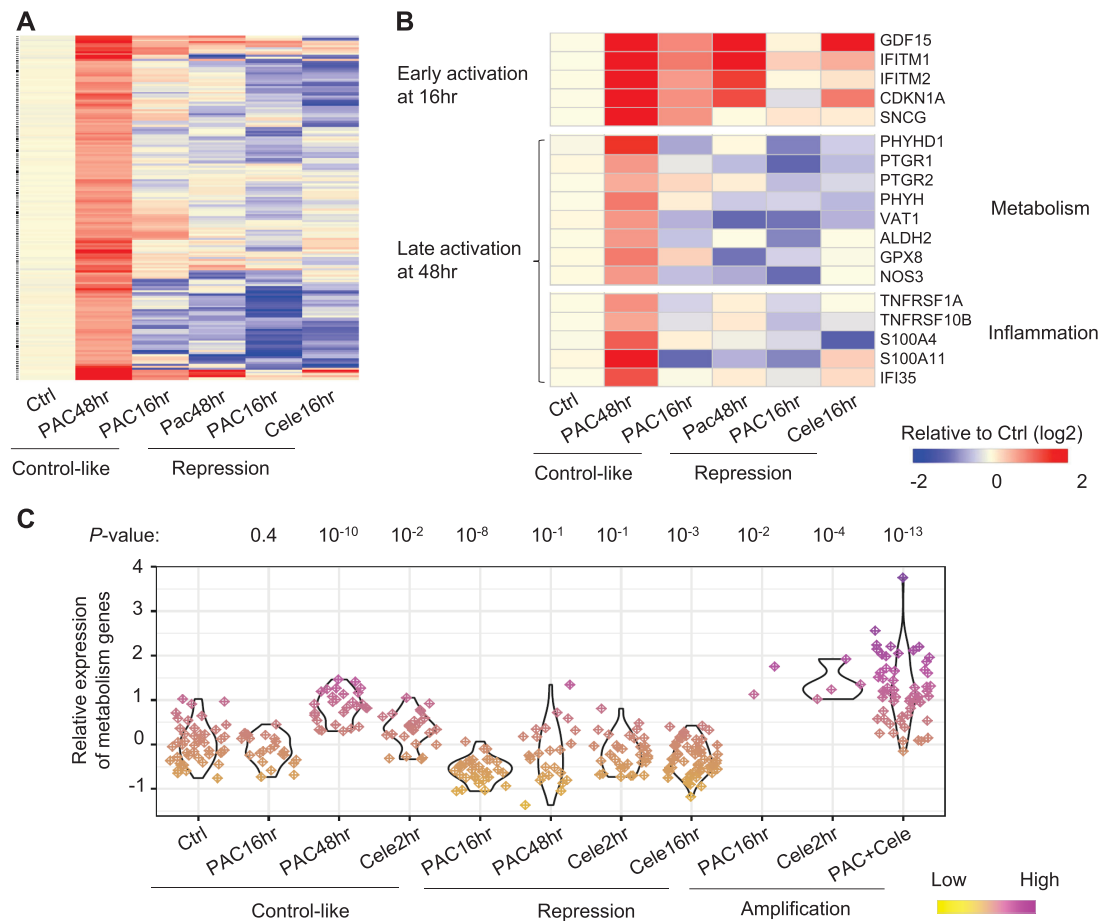 A
B
Early activation
at 16hr
Late activation
at 48hr
GDF15
IFITM1
IFITM2
CDKN1A
SNCG
PHYHD1
PTGR1
PTGR2
PHYH
VAT1
ALDH2
GPX8
NOS3
Metabolism
TNFRSF1A
TNFRSF10B
S100A4
S100A11
IFI35
Inflammation
Ctrl
PAC48hr
PAC16hr
Pac48hr
PAC16hr
Cele16hr
Control-like
Repression
Ctrl
PAC48hr
PAC16hr
Pac48hr
PAC16hr
Cele16hr
Control-like
Repression
Relative to Ctrl (log2)
-2 0 2
C
P-value: 0.4 10⁻¹⁰ 10⁻² 10⁻⁸ 10⁻¹ 10⁻¹ 10⁻³ 10⁻² 10⁻⁴ 10⁻¹³
Relative expression
of metabolism genes
4
3
2
1
0
-1
Ctrl
PAC16hr
PAC48hr
Cele2hr
PAC16hr
PAC48hr
Cele2hr
Cele16hr
PAC16hr
Cele2hr
PAC+Cele
Control-like
Repression
Amplification
Low High